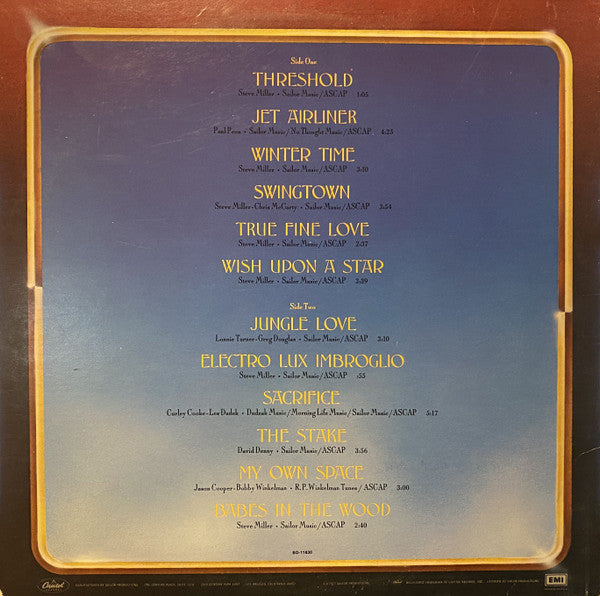 Side One
THRESHOLD
Steve Miller • Sailor Music/ASCAP 1:05
JET AIRLINER
Paul Pena • Sailor Music/No Thought Music/ASCAP 4:25
WINTER TIME
Steve Miller • Sailor Music/ASCAP 3:10
SWINGTOWN
Steve Miller-Chris McCarty • Sailor Music/ASCAP 3:54
TRUE FINE LOVE
Steve Miller • Sailor Music/ASCAP 2:37
WISH UPON A STAR
Steve Miller • Sailor Music/ASCAP 3:39
Side Two
JUNGLE LOVE
Lonnie Turner-Greg Douglas • Sailor Music/ASCAP 3:10
ELECTRO LUX IMBROGLIO
Steve Miller • Sailor Music/ASCAP :55
SACRIFICE
Curley Cooke-Les Dudek • Dudeak Music/Morning Life Music/Sailor Music/ASCAP 5:17
THE STAKE
David Denny • Sailor Music/ASCAP 3:56
MY OWN SPACE
Jason Cooper-Bobby Winkelman • R.P. Winkelman Tunes/ASCAP 3:00
BABES IN THE WOOD
Steve Miller • Sailor Music/ASCAP 2:40
SO-11630
Capitol
EMI